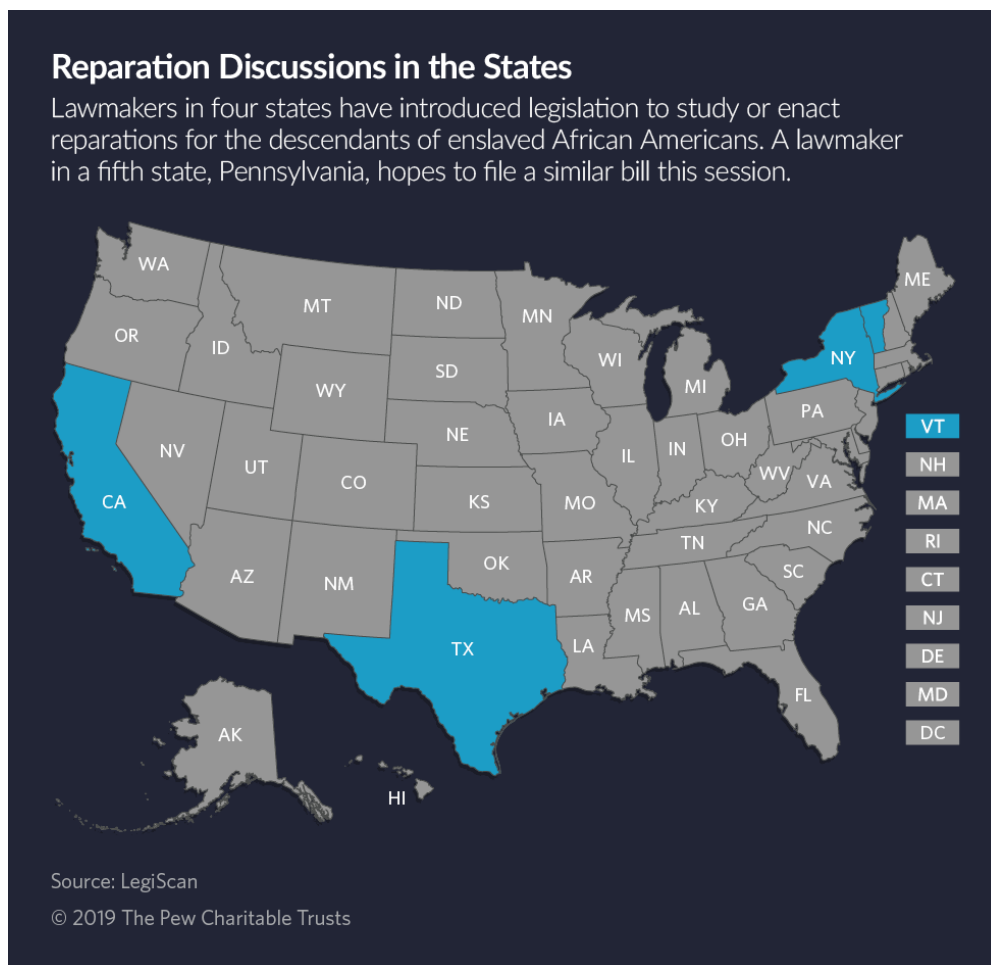 Reparation Discussions in the States
Lawmakers in four states have introduced legislation to study or enact
reparations for the descendants of enslaved African Americans. A lawmaker
in a fifth state, Pennsylvania, hopes to file a similar bill this session.
WA
MT
ND
MN
ME
OR
ID
SD
WI
NY
WY
MI
IA
PA
NE
VT
NV
OH
IL
IN
NH
UT
CO
WV
VA
CA
KS
MO
KY
MA
NC
RI
TN
OK
AZ
NM
AR
SC
CT
MS
AL
GA
NJ
TX
LA
DE
FL
MD
AK
DC
HI
Source: LegiScan
© 2019 The Pew Charitable Trusts